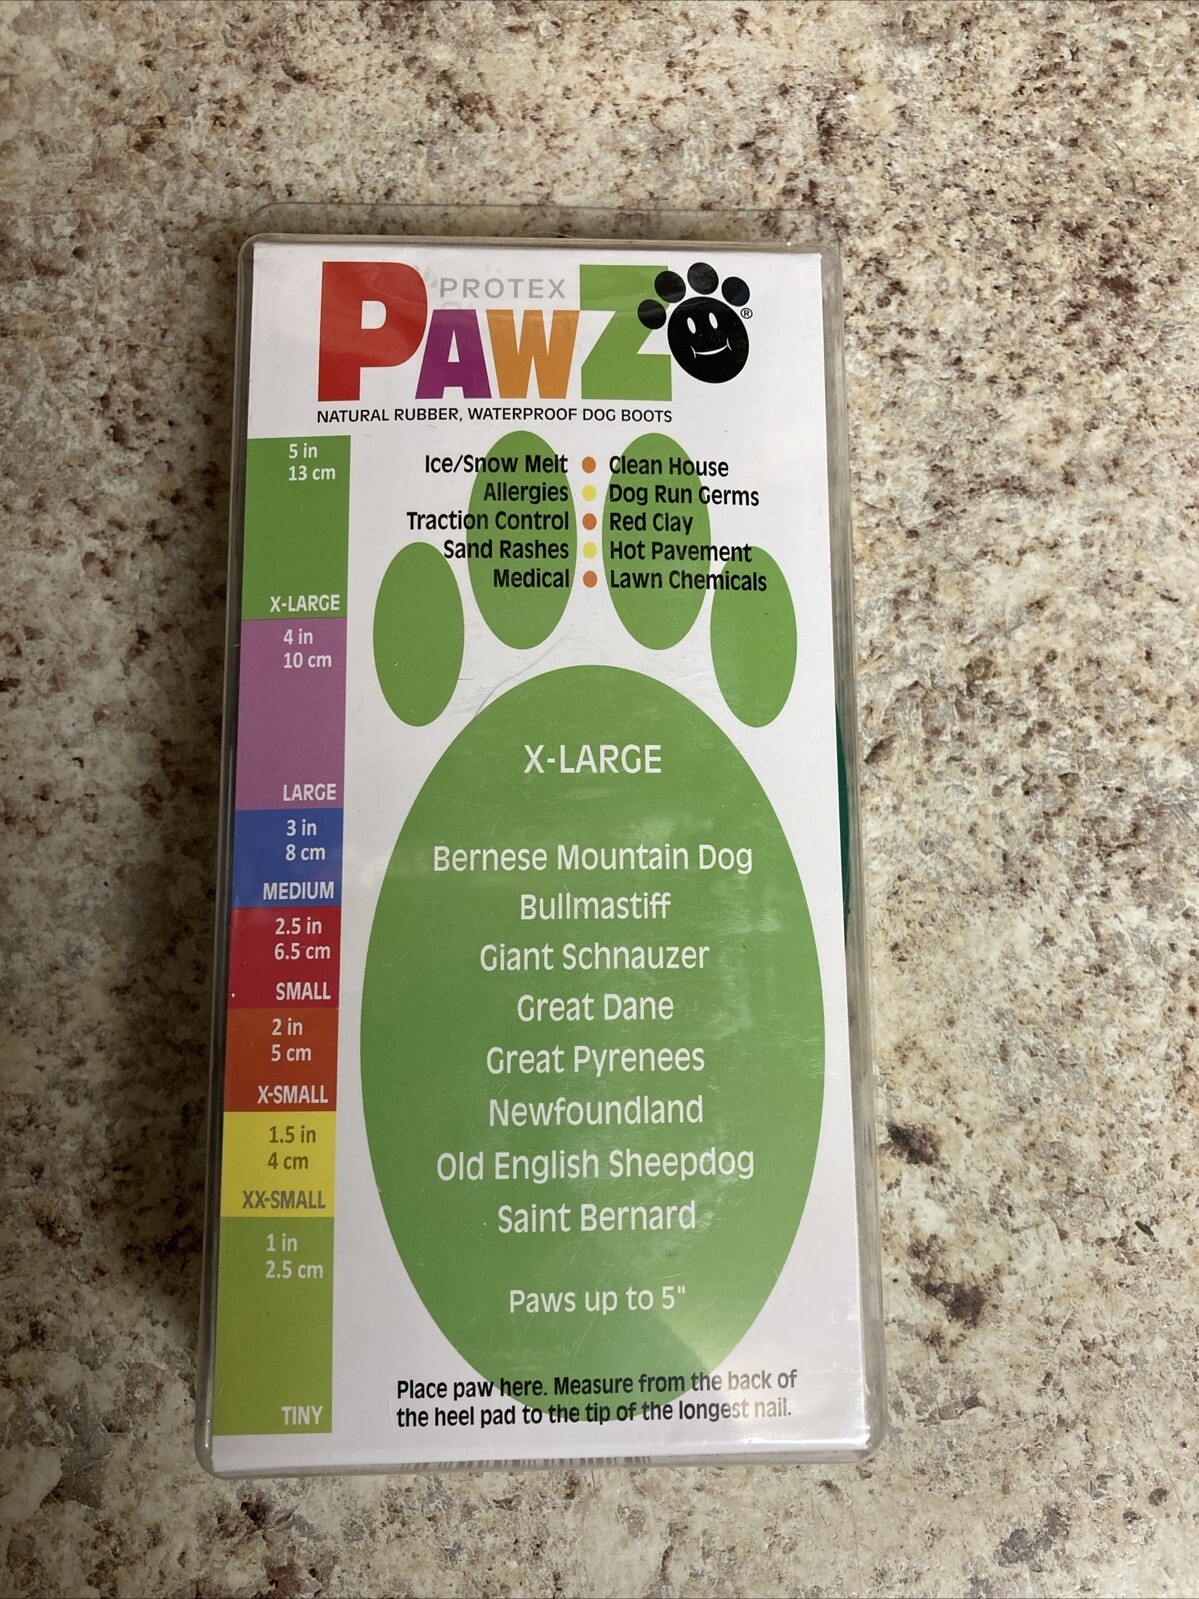 PROTEX
PAWZ®
NATURAL RUBBER, WATERPROOF DOG BOOTS
Ice/Snow Melt Clean House
Allergies Dog Run Germs
Traction Control Red Clay
Sand Rashes Hot Pavement
Medical Lawn Chemicals
5 in
13 cm
X-LARGE
4 in
10 cm
LARGE
3 in
8 cm
MEDIUM
2.5 in
6.5 cm
SMALL
2 in
5 cm
X-SMALL
1.5 in
4 cm
XX-SMALL
1 in
2.5 cm
TINY
X-LARGE
Bernese Mountain Dog
Bullmastiff
Giant Schnauzer
Great Dane
Great Pyrenees
Newfoundland
Old English Sheepdog
Saint Bernard
Paws up to 5"
Place paw here. Measure from the back of
the heel pad to the tip of the longest nail.